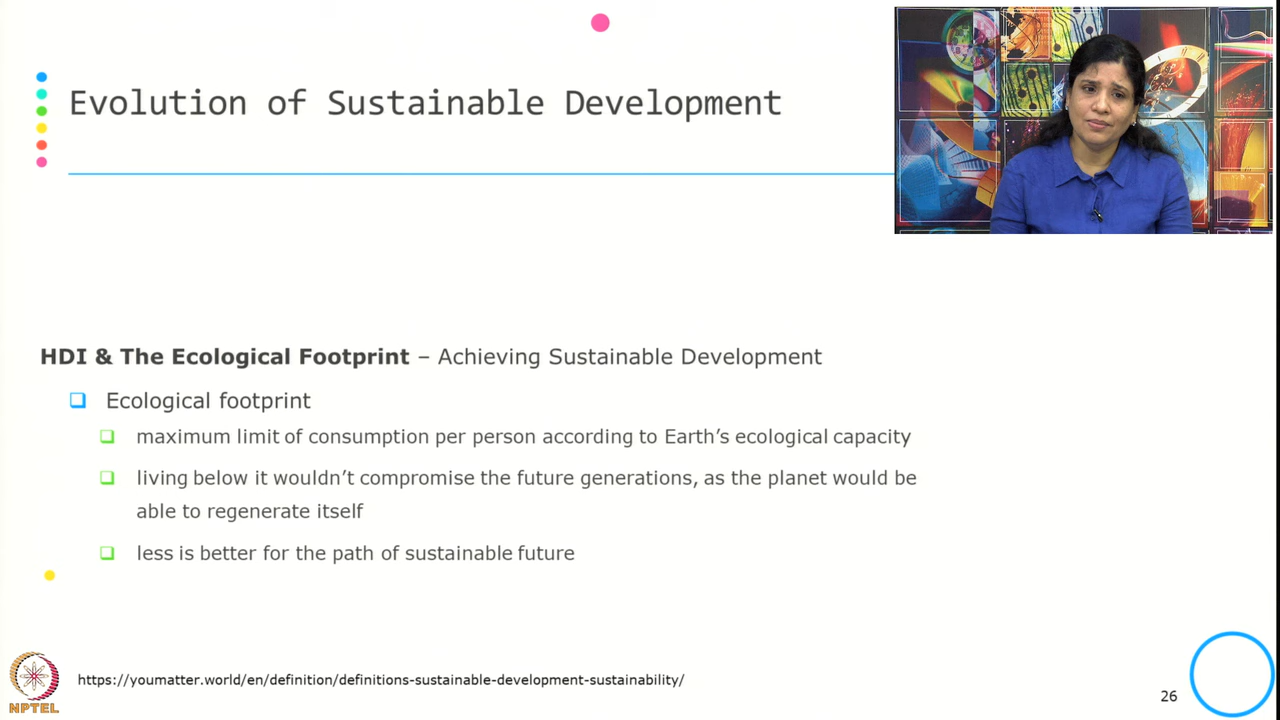 Evolution of Sustainable Development
HDI & The Ecological Footprint – Achieving Sustainable Development
Ecological footprint
maximum limit of consumption per person according to Earth’s ecological capacity
living below it wouldn’t compromise the future generations, as the planet would be
able to regenerate itself
less is better for the path of sustainable future
NPTEL
https://youmatter.world/en/definition/definitions-sustainable-development-sustainability/
26